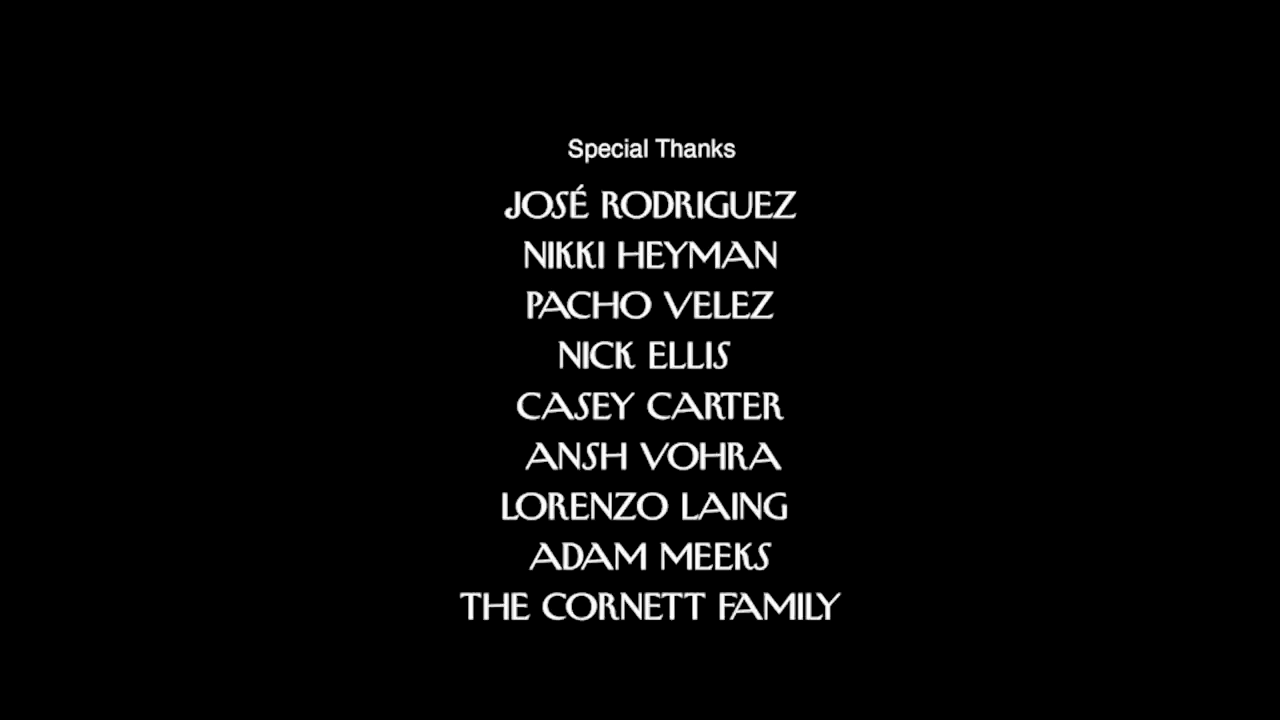 Special Thanks
JOSÉ RODRIGUEZ
NIKKI HEYMAN
PACHO VELEZ
NICK ELLIS
CASEY CARTER
ANSH VOHRA
LORENZO LAING
ADAM MEEKS
THE CORNETT FAMILY